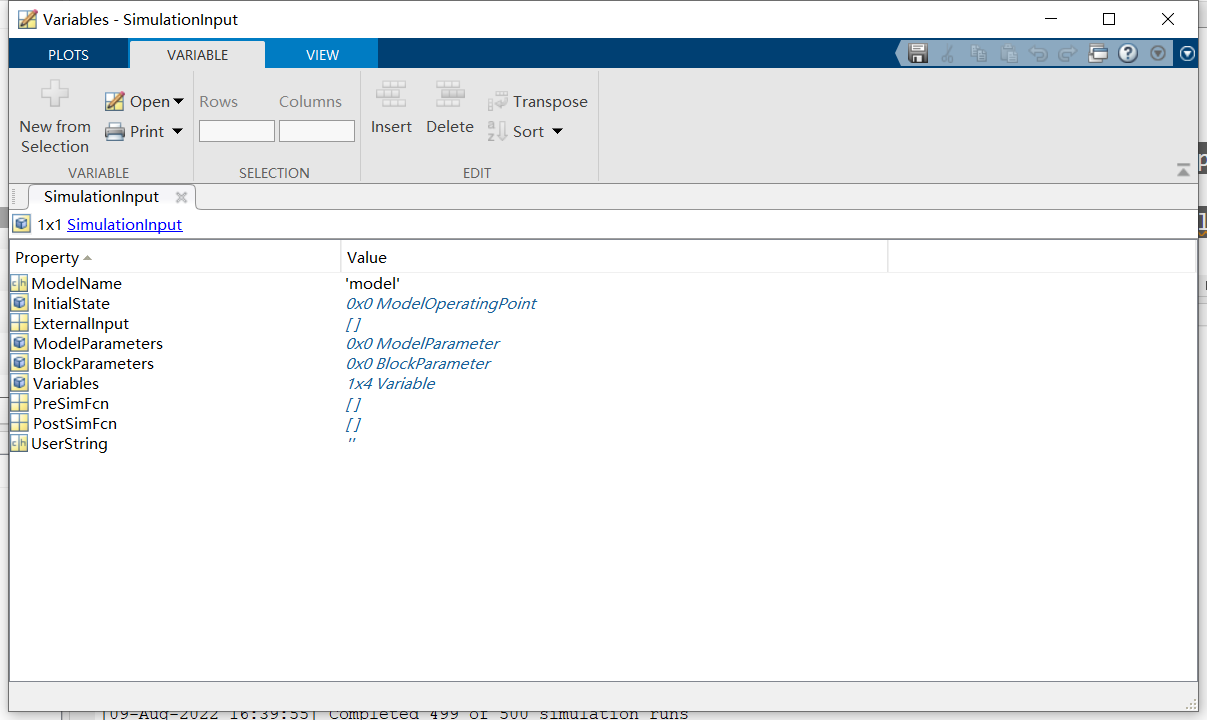 Variables - SimulationInput
PLOTS VARIABLE VIEW
New from Selection
Open
Print
Rows Columns
Insert Delete
Transpose
Sort
VARIABLE SELECTION EDIT
SimulationInput
1x1 SimulationInput
Property Value
ModelName 'model'
InitialState 0x0 ModelOperatingPoint
ExternalInput []
ModelParameters 0x0 ModelParameter
BlockParameters 0x0 BlockParameter
Variables 1x4 Variable
PreSimFcn []
PostSimFcn []
UserString ''
[09-Aug-2022 16:39:55] Completed 499 of 500 simulation runs